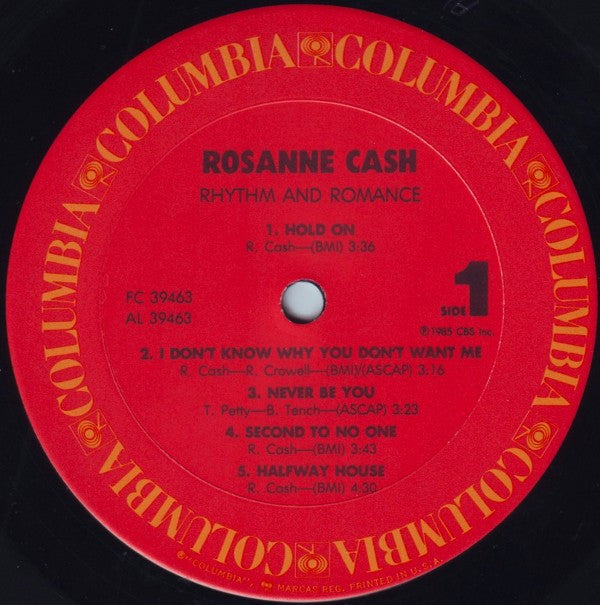 COLUMBIA COLUMBIA COLUMBIA COLUMBIA COLUMBIA COLUMBIA
ROSANNE CASH
RHYTHM AND ROMANCE
1. HOLD ON
R. Cash—(BMI) 3:36
FC 39463
AL 39463
SIDE 1
℗1985 CBS Inc.
2. I DON'T KNOW WHY YOU DON'T WANT ME
R. Cash—R. Crowell—(BMI)/(ASCAP) 3:16
3. NEVER BE YOU
T. Petty—B. Tench—(ASCAP) 3:23
4. SECOND TO NO ONE
R. Cash—(BMI) 3:43
5. HALFWAY HOUSE
R. Cash—(BMI) 4:30
®"COLUMBIA", MARCAS REG. PRINTED IN U.S.A.